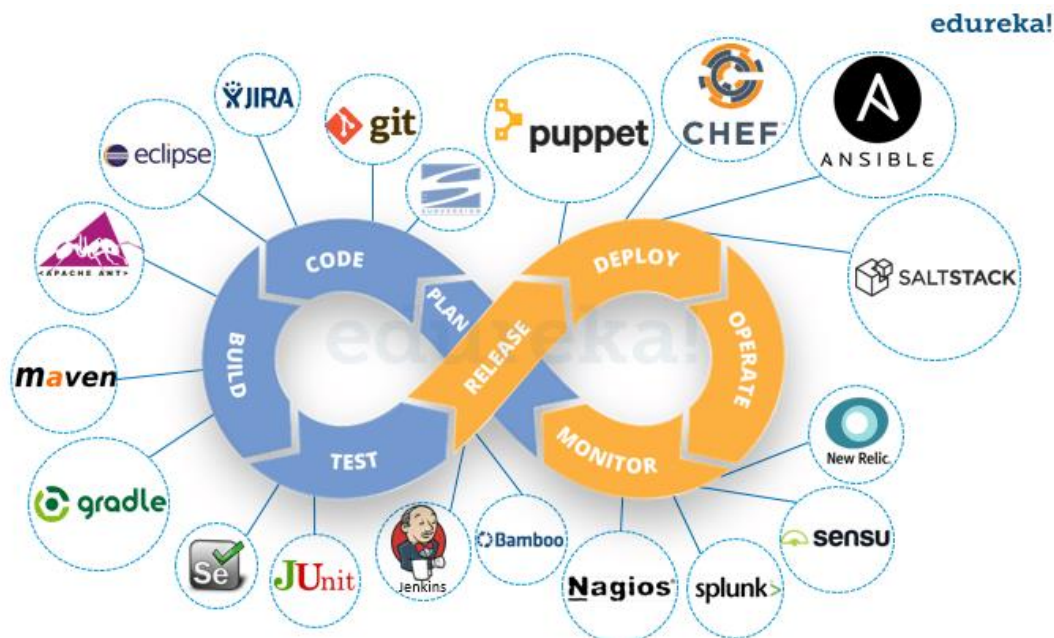 edureka!
JIRA
git
puppet
CHEF
ANSIBLE
eclipse
SUBVERSION
<APACHE ANT>
SALTSTACK
CODE
PLAN
DEPLOY
BUILD
edureka!
RELEASE
OPERATE
maven
TEST
MONITOR
New Relic.
gradle
Se
JUnit
Jenkins
Bamboo
Nagios®
splunk>
sensu